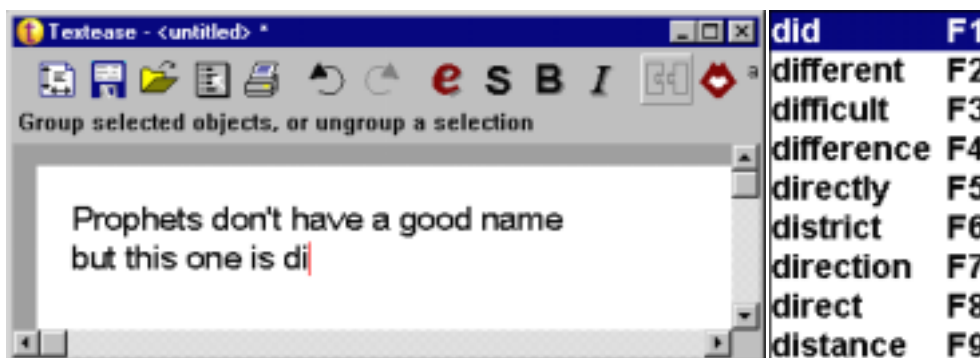 Textease - <untitled> *
e S B I a
Group selected objects, or ungroup a selection
Prophets don't have a good name
but this one is di
did F1
different F2
difficult F3
difference F4
directly F5
district F6
direction F7
direct F8
distance F9